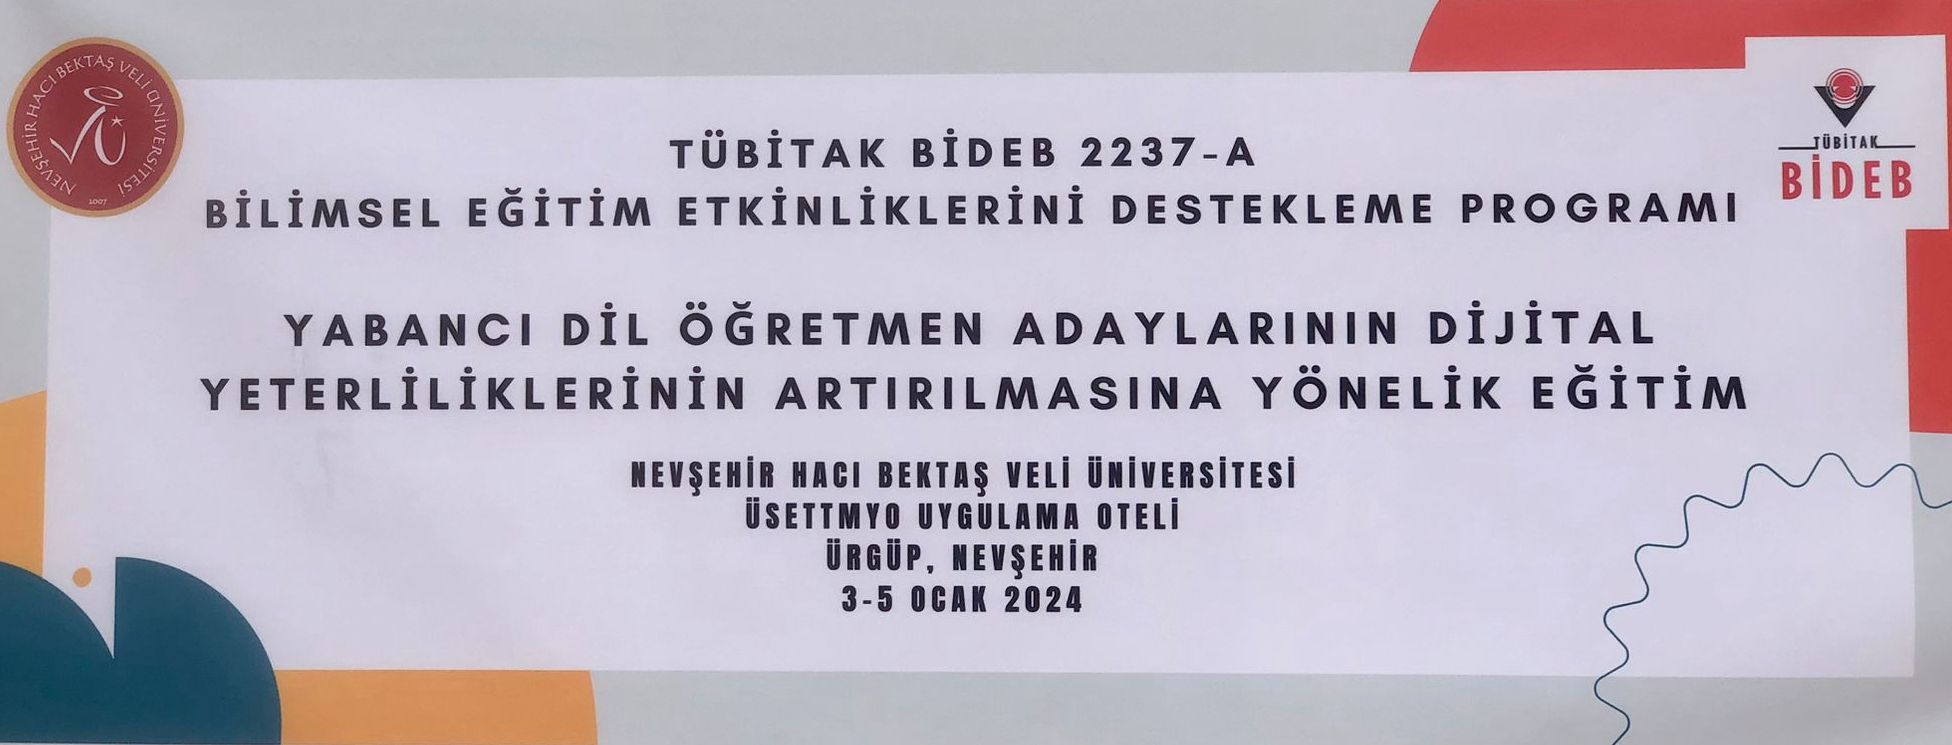 NEVŞEHİR HACI BEKTAŞ VELİ ÜNİVERSİTESİ
2007
TÜBİTAK
BİDEB
TÜBİTAK BİDEB 2237-A
BİLİMSEL EĞİTİM ETKİNLİKLERİNİ DESTEKLEME PROGRAMI
YABANCI DİL ÖĞRETMEN ADAYLARININ DİJİTAL
YETERLİLİKLERİNİN ARTIRILMASINA YÖNELİK EĞİTİM
NEVŞEHİR HACI BEKTAŞ VELİ ÜNİVERSİTESİ
ÜSETTMYO UYGULAMA OTELİ
ÜRGÜP, NEVŞEHİR
3-5 OCAK 2024